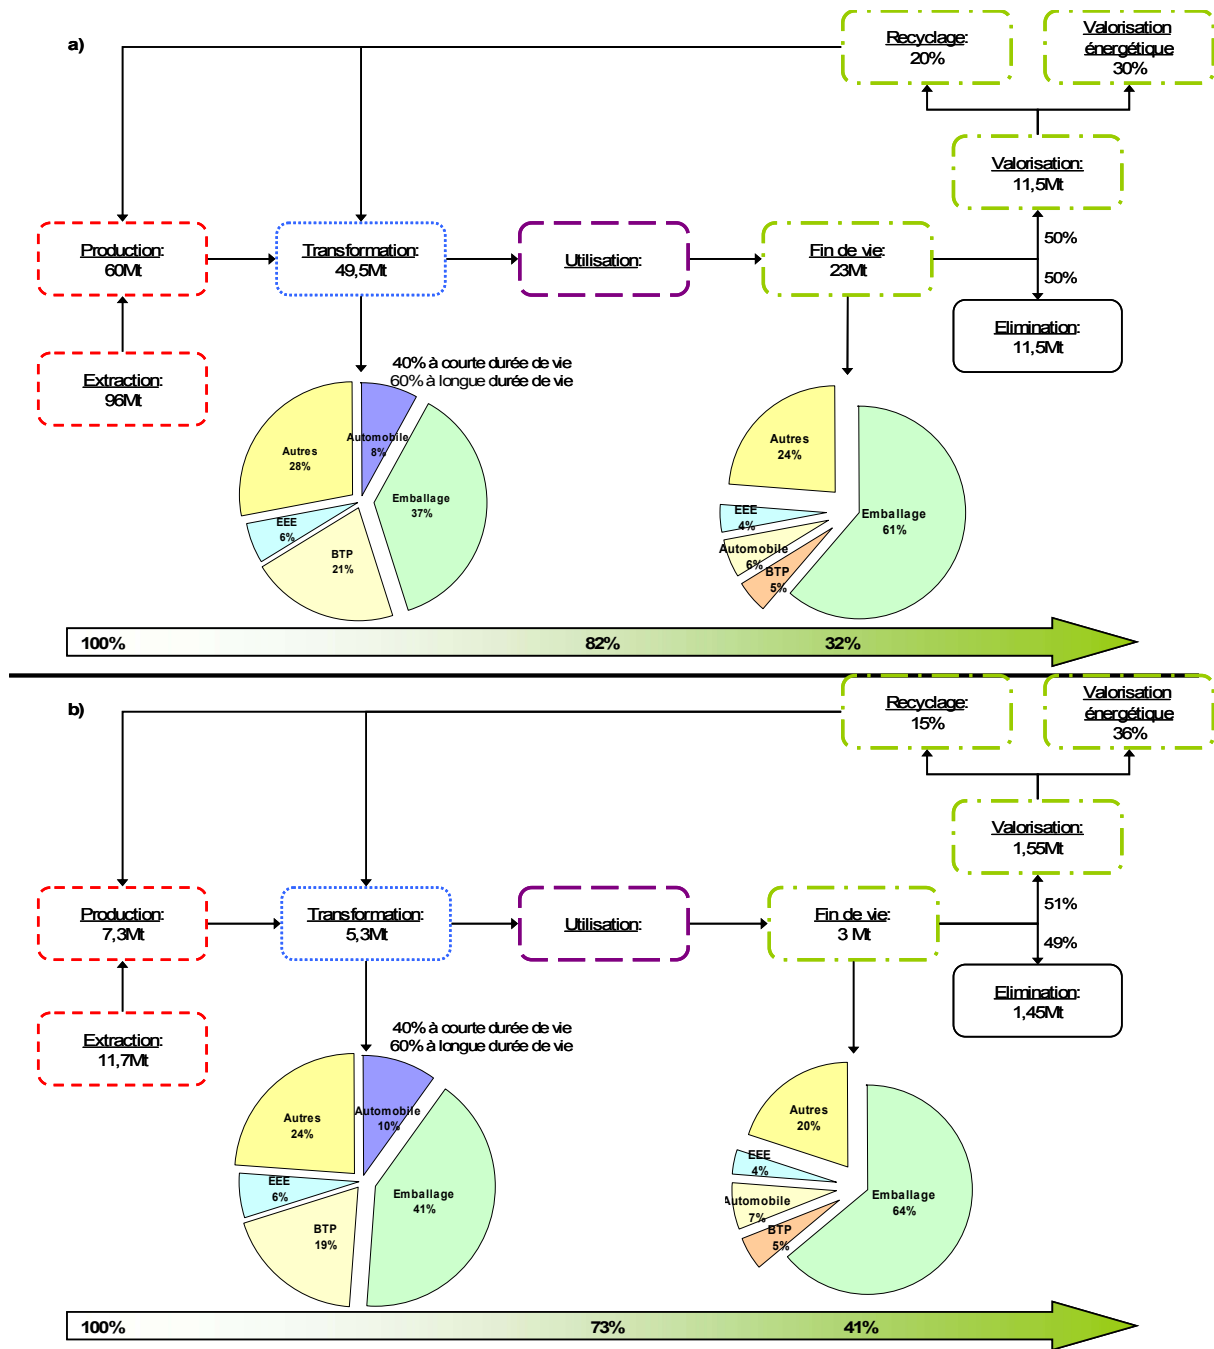 a)
Recyclage:
20%
Valorisation
énergétique
30%
Valorisation:
11,5Mt
Production:
60Mt
Transformation:
49,5Mt
Utilisation:
Fin de vie:
23Mt
50%
50%
Elimination:
11,5Mt
Extraction:
96Mt
40% à courte durée de vie
60% à longue durée de vie
Autres
28%
Automobile
8%
Emballage
37%
EEE
6%
BTP
21%
Autres
24%
EEE
4%
Automobile
6%
BTP
5%
Emballage
61%
100%
82%
32%
b)
Recyclage:
15%
Valorisation
énergétique
36%
Valorisation:
1,55Mt
Production:
7,3Mt
Transformation:
5,3Mt
Utilisation:
Fin de vie:
3 Mt
51%
49%
Elimination:
1,45Mt
Extraction:
11,7Mt
40% à courte durée de vie
60% à longue durée de vie
Autres
24%
Automobile
10%
Emballage
41%
EEE
6%
BTP
19%
Autres
20%
EEE
4%
Automobile
7%
BTP
5%
Emballage
64%
100%
73%
41%